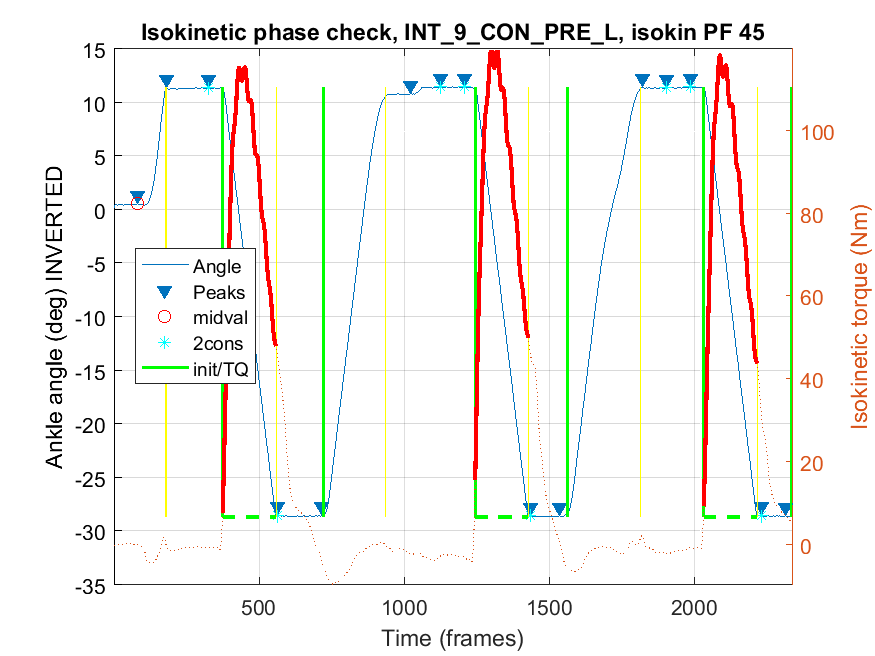 Isokinetic phase check, INT_9_CON_PRE_L, isokin PF 45
Ankle angle (deg) INVERTED
15
10
5
0
-5
-10
-15
-20
-25
-30
-35
Angle
Peaks
midval
2cons
init/TQ
100
80
60
40
20
0
Isokinetic torque (Nm)
500
1000
1500
2000
Time (frames)